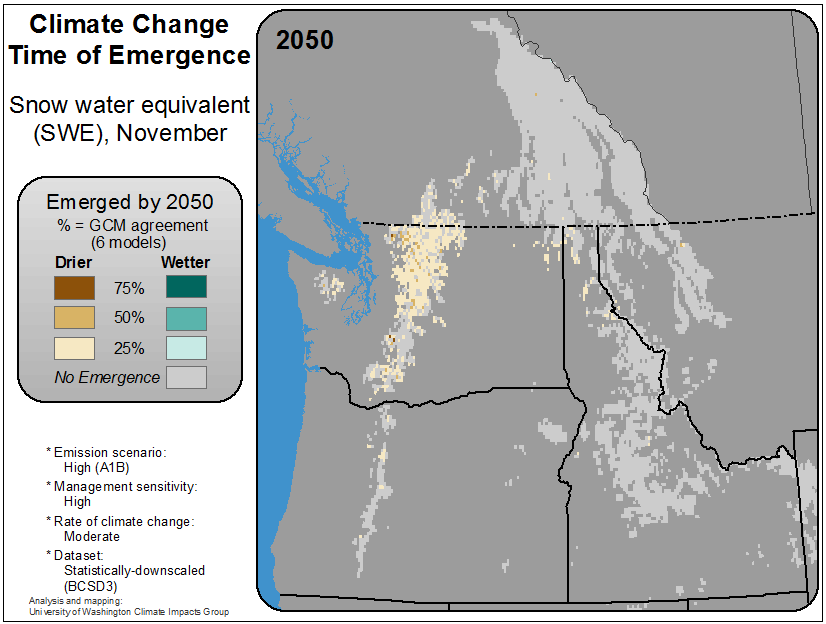 Climate Change
Time of Emergence
Snow water equivalent
(SWE), November
Emerged by 2050
% = GCM agreement
(6 models)
Drier Wetter
75%
50%
25%
No Emergence
* Emission scenario:
High (A1B)
* Management sensitivity:
High
* Rate of climate change:
Moderate
* Dataset:
Statistically-downscaled
(BCSD3)
Analysis and mapping:
University of Washington Climate Impacts Group
2050